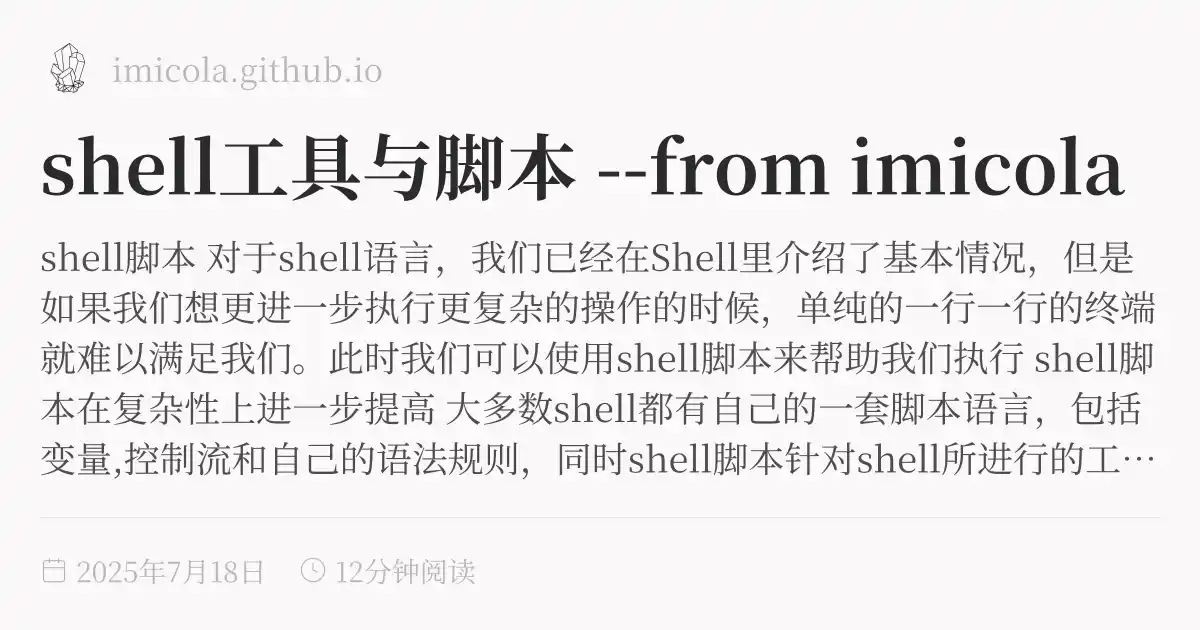 imicola.github.io
shell工具与脚本 --from imicola
shell脚本 对于shell语言，我们已经在Shell里介绍了基本情况，但是
如果我们想更进一步执行更复杂的操作的时候，单纯的一行一行的终端
就难以满足我们。此时我们可以使用shell脚本来帮助我们执行 shell脚
本在复杂性上进一步提高 大多数shell都有自己的一套脚本语言，包括
变量,控制流和自己的语法规则，同时shell脚本针对shell所进行的工…
2025年7月18日 12分钟阅读